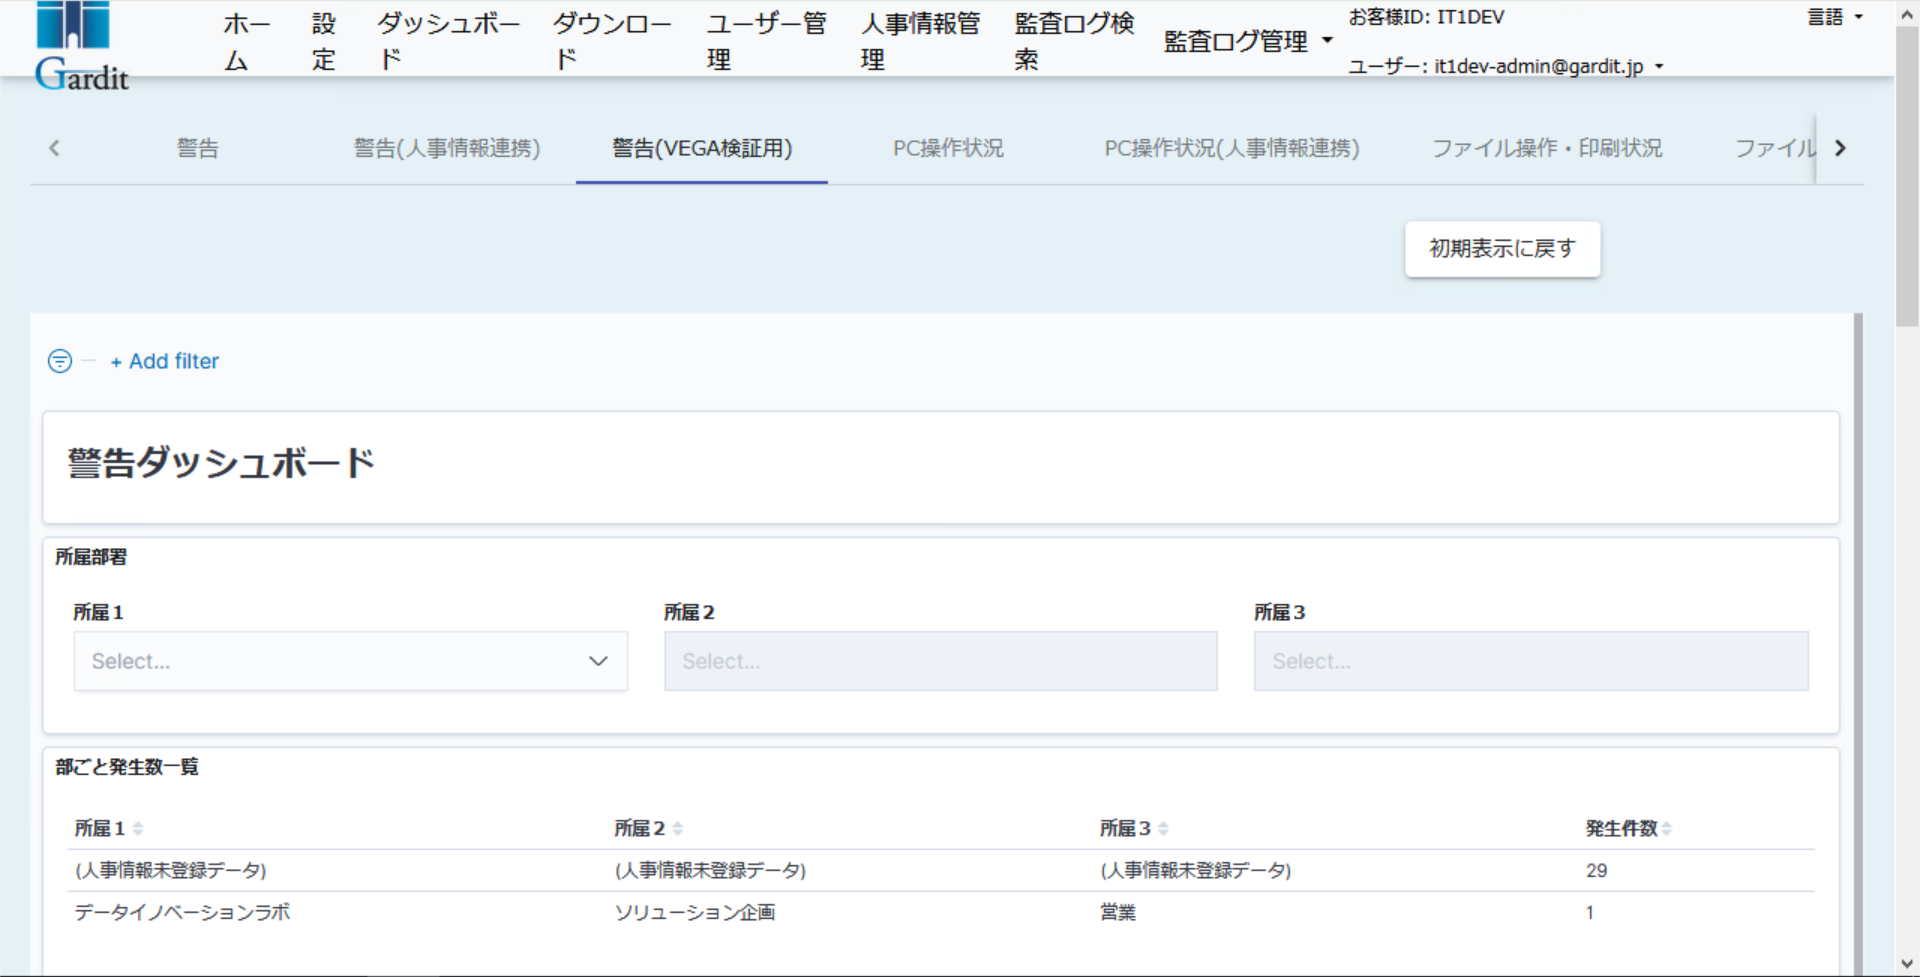 Gardit
ホーム
設定
ダッシュボード
ダウンロード
ユーザー管理
人事情報管理
監査ログ検索
監査ログ管理
お客様ID: IT1DEV
ユーザー: it1dev-admin@gardit.jp
言語
警告
警告(人事情報連携)
警告(VEGA検証用)
PC操作状況
PC操作状況(人事情報連携)
ファイル操作・印刷状況
ファイル
初期表示に戻す
+ Add filter
警告ダッシュボード
所属部署
所属1 所属2 所属3
Select... Select... Select...
部ごと発生数一覧
所属1 所属2 所属3 発生件数
(人事情報未登録データ) (人事情報未登録データ) (人事情報未登録データ) 29
データイノベーションラボ ソリューション企画 営業 1